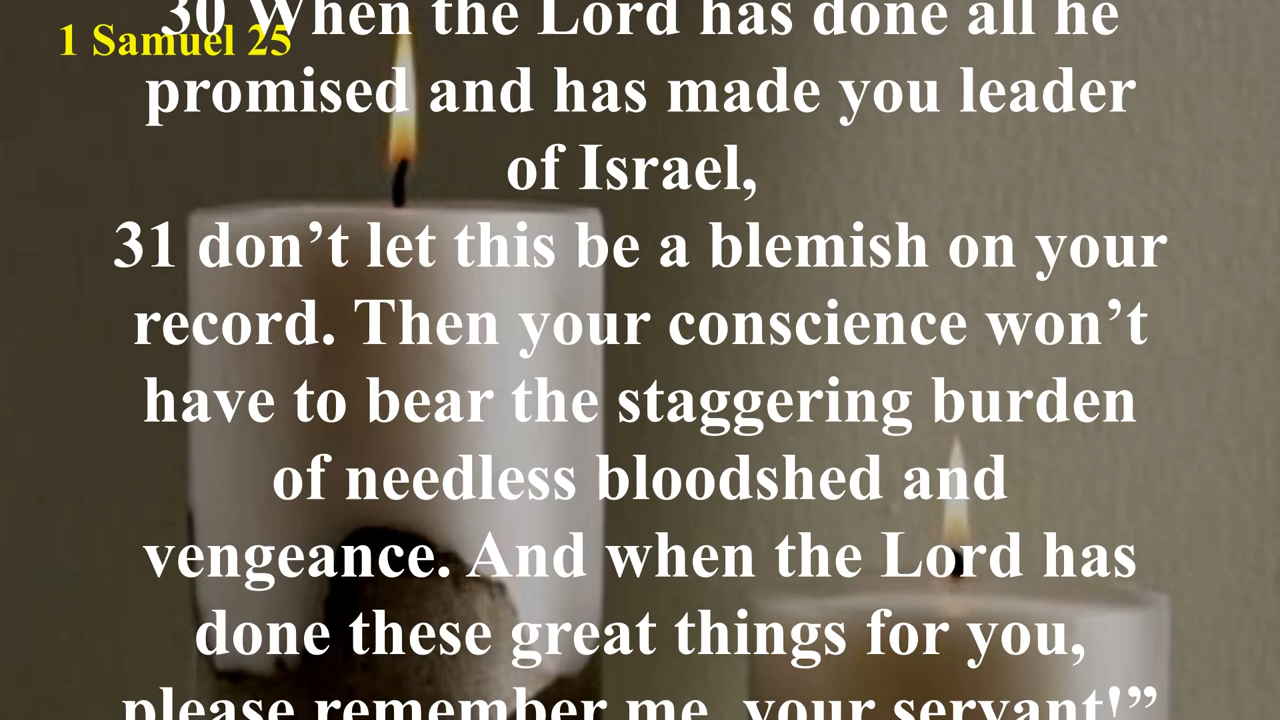 1 Samuel 25
30 When the Lord has done all he
promised and has made you leader
of Israel,
31 don’t let this be a blemish on your
record. Then your conscience won’t
have to bear the staggering burden
of needless bloodshed and
vengeance. And when the Lord has
done these great things for you,
please remember me, your servant!”